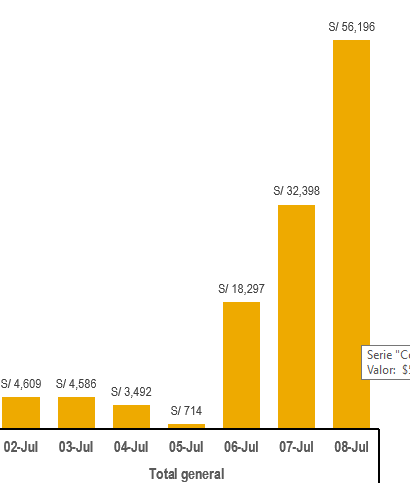 S/ 56,196
S/ 32,398
S/ 18,297
S/ 4,609 S/ 4,586 S/ 3,492 S/ 714
Serie "C
Valor: $
02-Jul 03-Jul 04-Jul 05-Jul 06-Jul 07-Jul 08-Jul
Total general